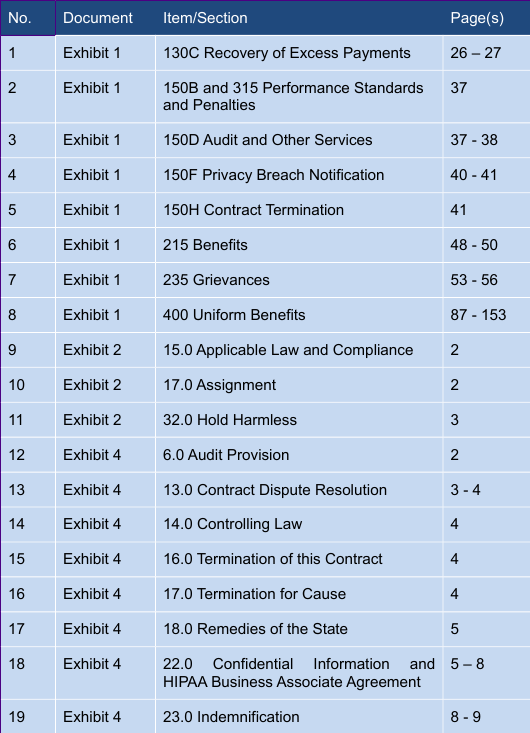 No. Document Item/Section Page(s)
1 Exhibit 1 130C Recovery of Excess Payments 26 – 27
2 Exhibit 1 150B and 315 Performance Standards 37
and Penalties
3 Exhibit 1 150D Audit and Other Services 37 - 38
4 Exhibit 1 150F Privacy Breach Notification 40 - 41
5 Exhibit 1 150H Contract Termination 41
6 Exhibit 1 215 Benefits 48 - 50
7 Exhibit 1 235 Grievances 53 - 56
8 Exhibit 1 400 Uniform Benefits 87 - 153
9 Exhibit 2 15.0 Applicable Law and Compliance 2
10 Exhibit 2 17.0 Assignment 2
11 Exhibit 2 32.0 Hold Harmless 3
12 Exhibit 4 6.0 Audit Provision 2
13 Exhibit 4 13.0 Contract Dispute Resolution 3 - 4
14 Exhibit 4 14.0 Controlling Law 4
15 Exhibit 4 16.0 Termination of this Contract 4
16 Exhibit 4 17.0 Termination for Cause 4
17 Exhibit 4 18.0 Remedies of the State 5
18 Exhibit 4 22.0 Confidential Information and 5 – 8
HIPAA Business Associate Agreement
19 Exhibit 4 23.0 Indemnification 8 - 9